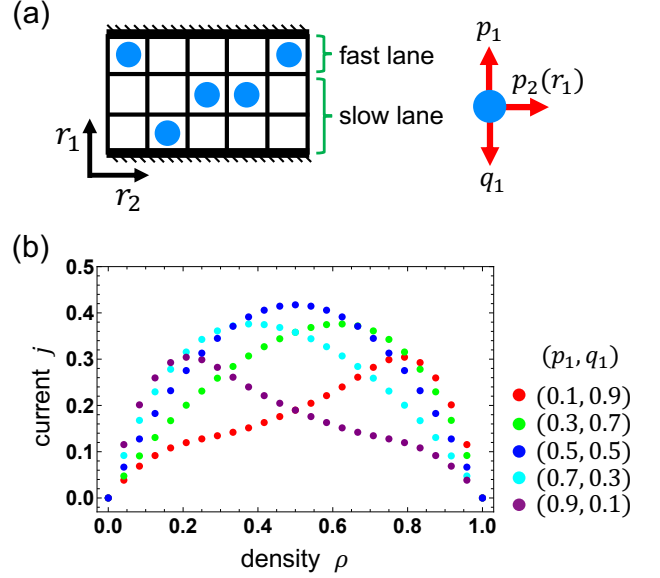 (a)
fast lane
slow lane
r₁
r₂
p₁
p₂(r₁)
q₁
(b)
current j
0.5
0.4
0.3
0.2
0.1
0.0
0.0 0.2 0.4 0.6 0.8 1.0
density ρ
(p₁, q₁)
(0.1, 0.9)
(0.3, 0.7)
(0.5, 0.5)
(0.7, 0.3)
(0.9, 0.1)